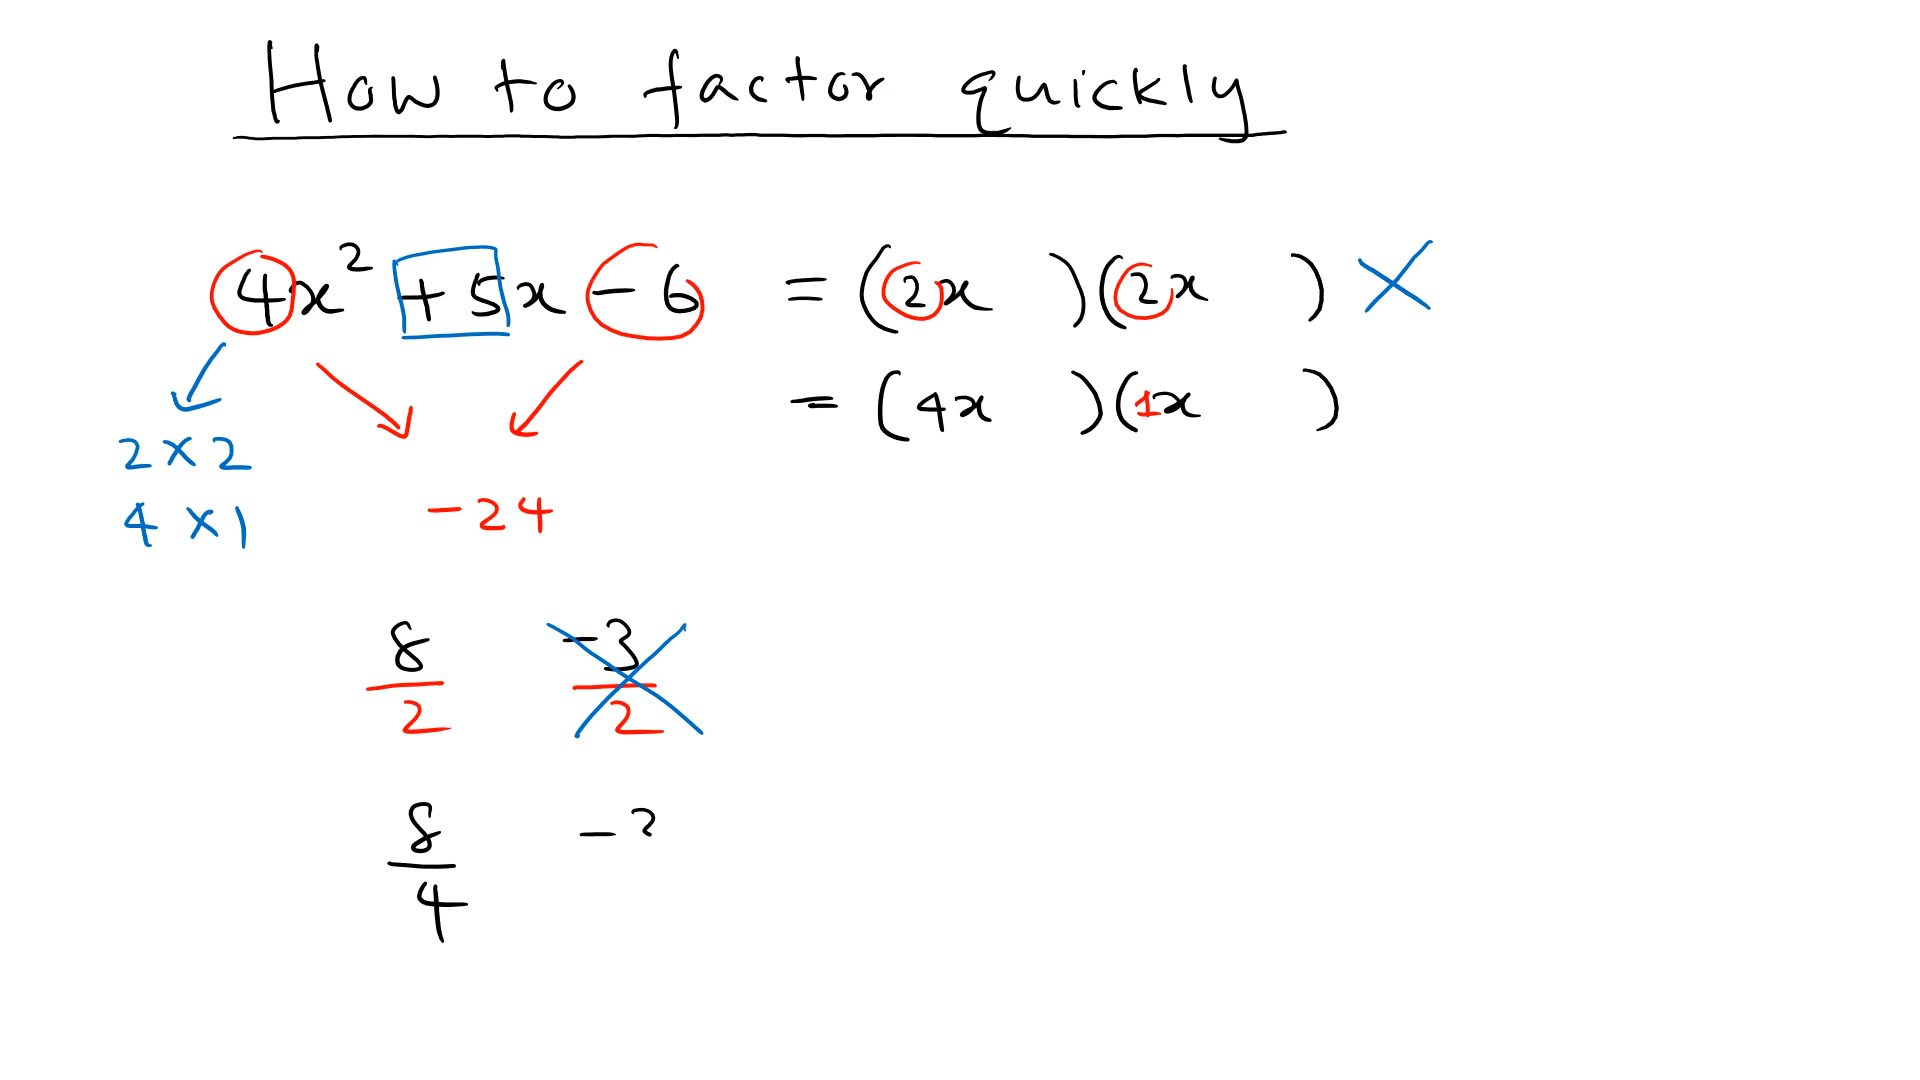 How to factor quickly
4x² + 5x - 6 = (2x )(2x )
= (4x )(1x )
2 × 2
4 × 1
- 24
8/2 -3/2
8/4 -